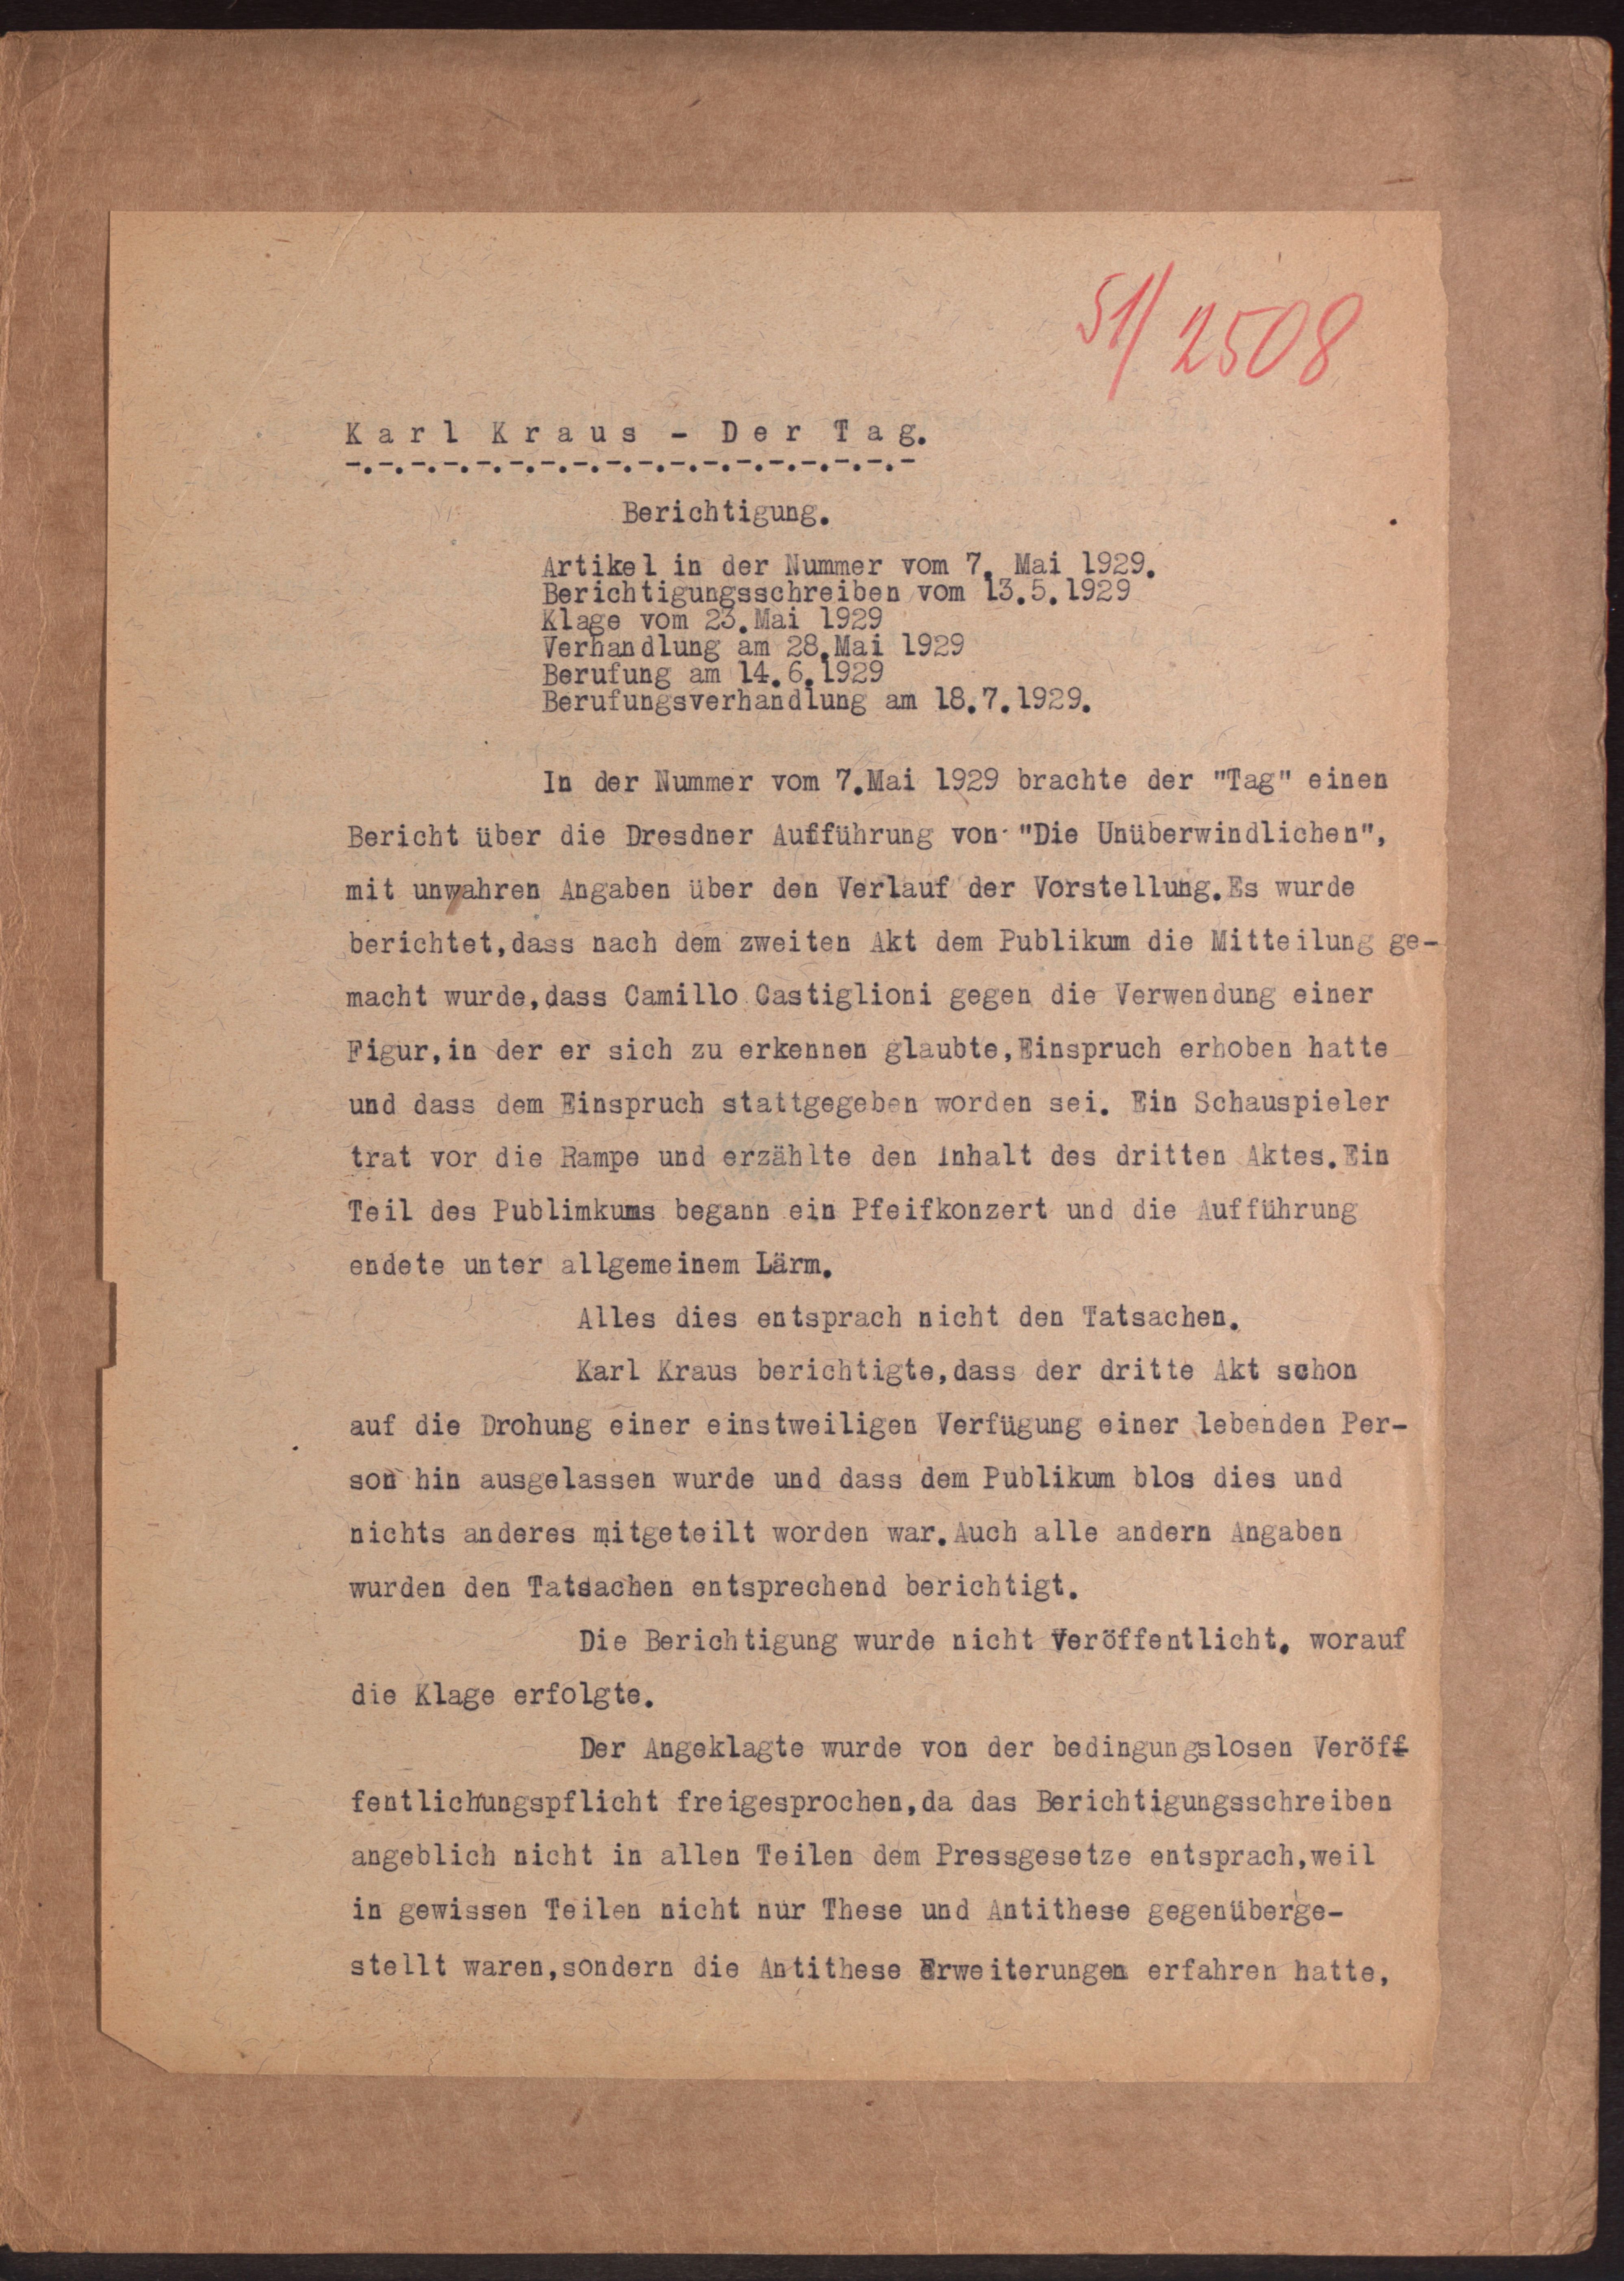 51/2508
Karl Kraus - Der Tag.
-.-.-.-.-.-.-.-.-.-.-.-.-.-.-.-.-.-
Berichtigung.
Artikel in der Nummer vom 7. Mai 1929.
Berichtigungsschreiben vom 13.5.1929
Klage vom 23.Mai 1929
Verhandlung am 28.Mai 1929
Berufung am 14.6.1929
Berufungsverhandlung am 18.7.1929.
In der Nummer vom 7.Mai 1929 brachte der "Tag" einen
Bericht über die Dresdner Aufführung von "Die Unüberwindlichen",
mit unwahren Angaben über den Verlauf der Vorstellung.Es wurde
berichtet,dass nach dem zweiten Akt dem Publikum die Mitteilung ge-
macht wurde,dass Camillo Castiglioni gegen die Verwendung einer
Figur,in der er sich zu erkennen glaubte,Einspruch erhoben hatte
und dass dem Einspruch stattgegeben worden sei. Ein Schauspieler
trat vor die Rampe und erzählte den Inhalt des dritten Aktes.Ein
Teil des Publimkums begann ein Pfeifkonzert und die Aufführung
endete unter allgemeinem Lärm.
Alles dies entsprach nicht den Tatsachen.
Karl Kraus berichtigte,dass der dritte Akt schon
auf die Drohung einer einstweiligen Verfügung einer lebenden Per-
son hin ausgelassen wurde und dass dem Publikum blos dies und
nichts anderes mitgeteilt worden war.Auch alle andern Angaben
wurden den Tatsachen entsprechend berichtigt.
Die Berichtigung wurde nicht veröffentlicht. worauf
die Klage erfolgte.
Der Angeklagte wurde von der bedingungslosen Veröf-
fentlichungspflicht freigesprochen,da das Berichtigungsschreiben
angeblich nicht in allen Teilen dem Pressgesetze entsprach,weil
in gewissen Teilen nicht nur These und Antithese gegenüberge-
stellt waren,sondern die Antithese Erweiterungen erfahren hatte,